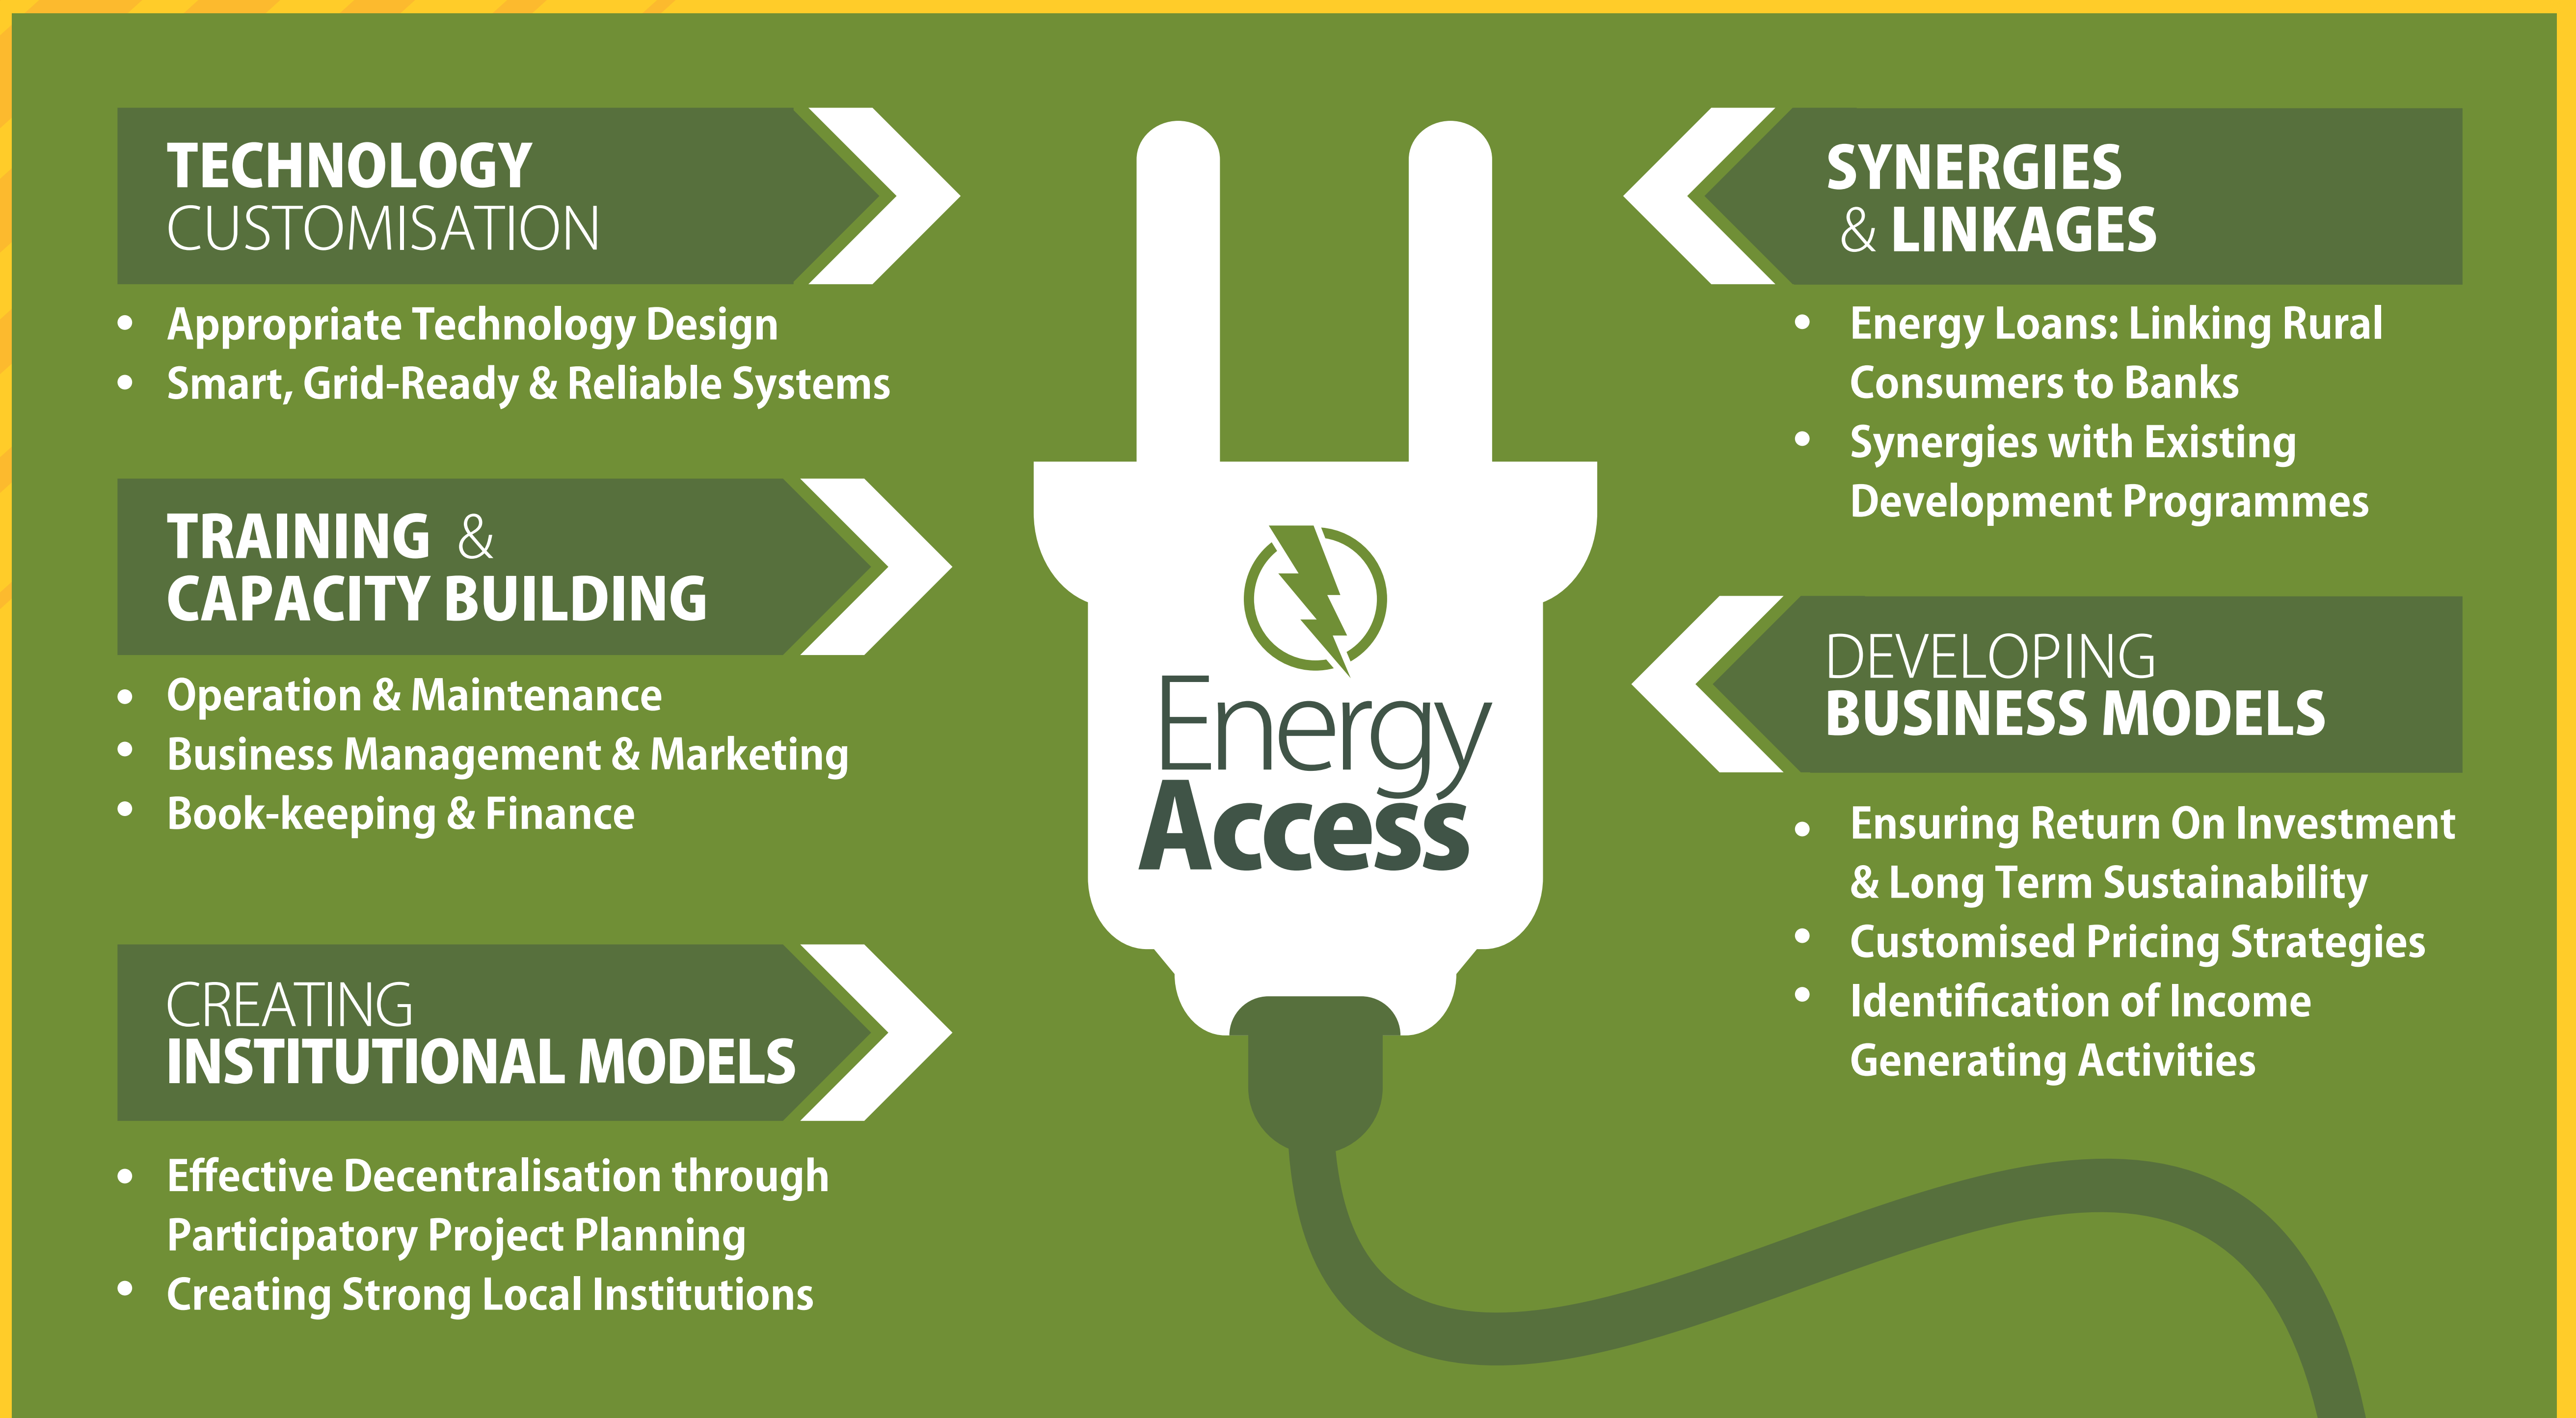 TECHNOLOGY
CUSTOMISATION
• Appropriate Technology Design
• Smart, Grid-Ready & Reliable Systems
TRAINING &
CAPACITY BUILDING
• Operation & Maintenance
• Business Management & Marketing
• Book-keeping & Finance
CREATING
INSTITUTIONAL MODELS
• Effective Decentralisation through
Participatory Project Planning
• Creating Strong Local Institutions
Energy
Access
SYNERGIES
& LINKAGES
• Energy Loans: Linking Rural
Consumers to Banks
• Synergies with Existing
Development Programmes
DEVELOPING
BUSINESS MODELS
• Ensuring Return On Investment
& Long Term Sustainability
• Customised Pricing Strategies
• Identification of Income
Generating Activities